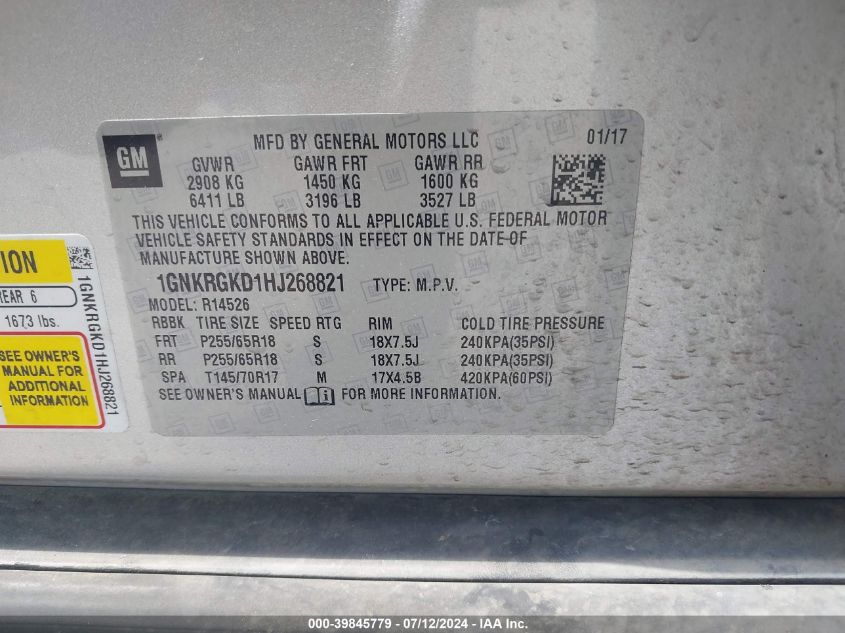 GM
MFD BY GENERAL MOTORS LLC 01/17
GVWR GAWR FRT GAWR RR
2908 KG 1450 KG 1600 KG
6411 LB 3196 LB 3527 LB
THIS VEHICLE CONFORMS TO ALL APPLICABLE U.S. FEDERAL MOTOR
VEHICLE SAFETY STANDARDS IN EFFECT ON THE DATE OF
MANUFACTURE SHOWN ABOVE.
1GNKRGKD1HJ268821 TYPE: M.P.V.
MODEL: R14526
RBBK TIRE SIZE SPEED RTG RIM COLD TIRE PRESSURE
FRT P255/65R18 S 18X7.5J 240KPA(35PSI)
RR P255/65R18 S 18X7.5J 240KPA(35PSI)
SPA T145/70R17 M 17X4.5B 420KPA(60PSI)
SEE OWNER'S MANUAL i FOR MORE INFORMATION.
REAR 6
1673 lbs.
SEE OWNER'S
MANUAL FOR
ADDITIONAL
INFORMATION
1GNKRGKD1HJ268821
000-39845779 - 07/12/2024 - © IAA, Inc.